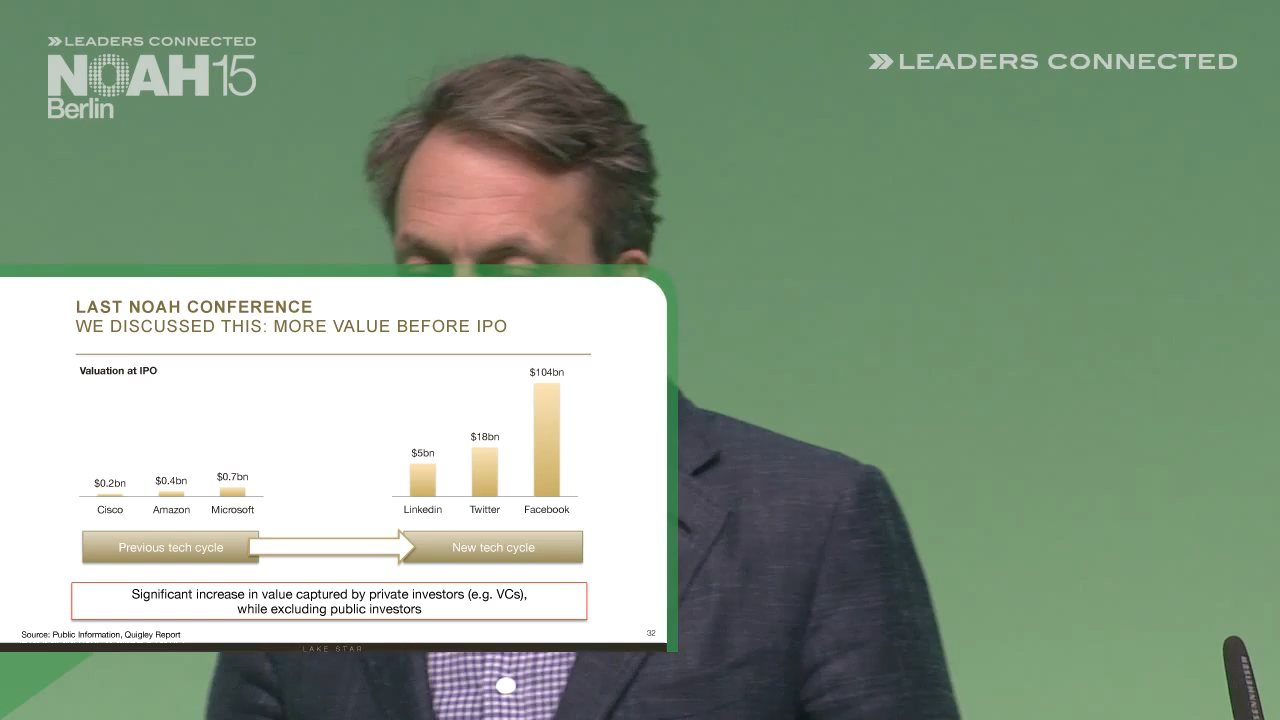 LEADERS CONNECTED
NOAH15
Berlin
LEADERS CONNECTED
LAST NOAH CONFERENCE
WE DISCUSSED THIS: MORE VALUE BEFORE IPO
Valuation at IPO
$0.2bn
$0.4bn
$0.7bn
$5bn
$18bn
$104bn
Cisco
Amazon
Microsoft
Linkedin
Twitter
Facebook
Previous tech cycle
New tech cycle
Significant increase in value captured by private investors (e.g. VCs),
while excluding public investors
Source: Public Information, Quigley Report
32
LAKE STAR